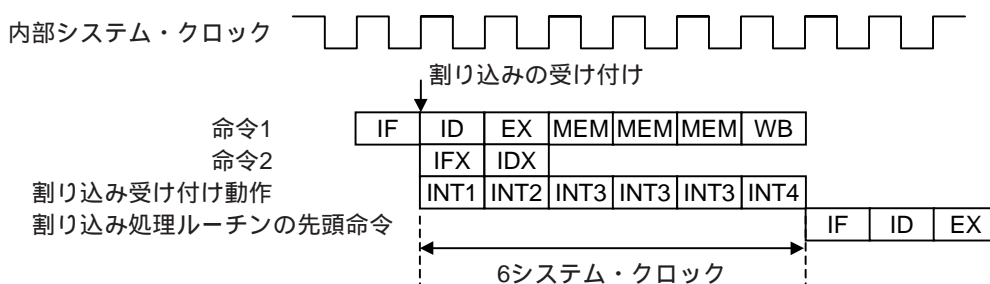 内部システム・クロック
割り込みの受け付け
命令1 IF ID EX MEM MEM MEM WB
命令2 IFX IDX
割り込み受け付け動作 INT1 INT2 INT3 INT3 INT3 INT4
割り込み処理ルーチンの先頭命令 IF ID EX
6システム・クロック